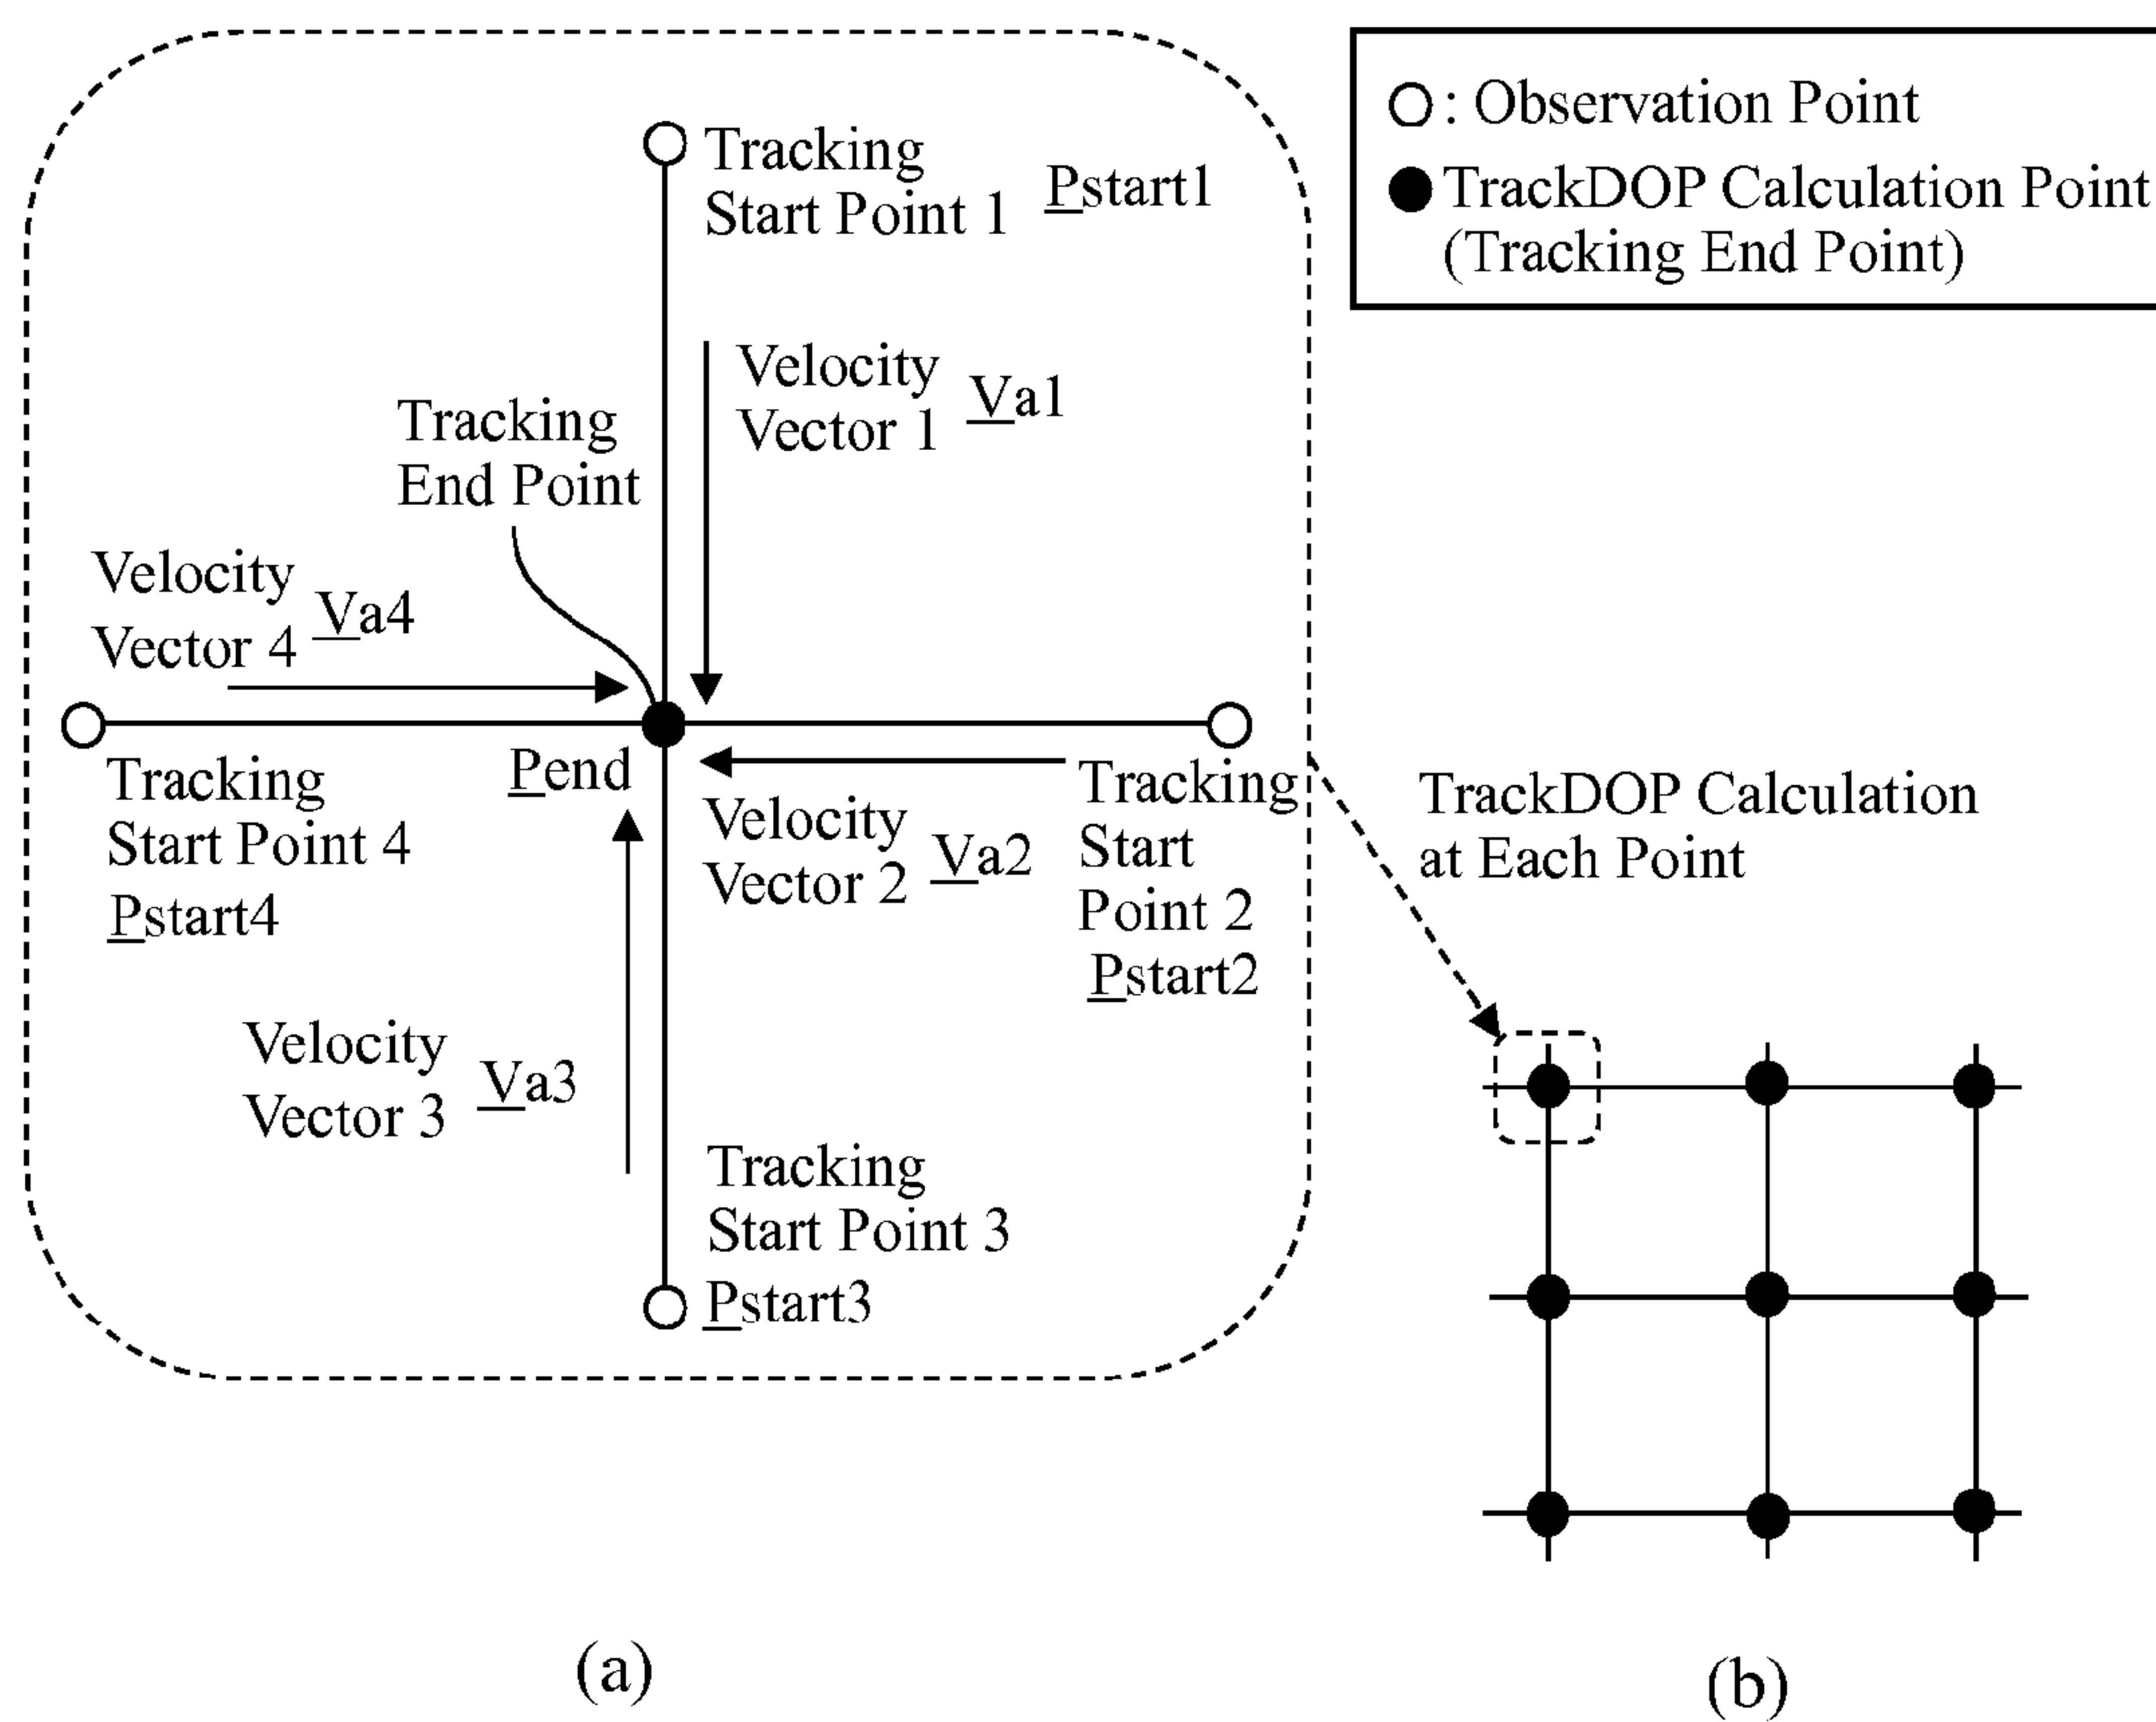 : Observation Point
TrackDOP Calculation Point
(Tracking End Point)
Tracking
Start Point 1
Pstart1
Velocity
Vector 1
Va1
Tracking
End Point
Velocity
Vector 4
Va4
Tracking
Start Point 4
Pstart4
Pend
Velocity
Vector 2
Va2
Tracking
Start
Point 2
Pstart2
Velocity
Vector 3
Va3
Tracking
Start Point 3
Pstart3
TrackDOP Calculation
at Each Point
(a)
(b)